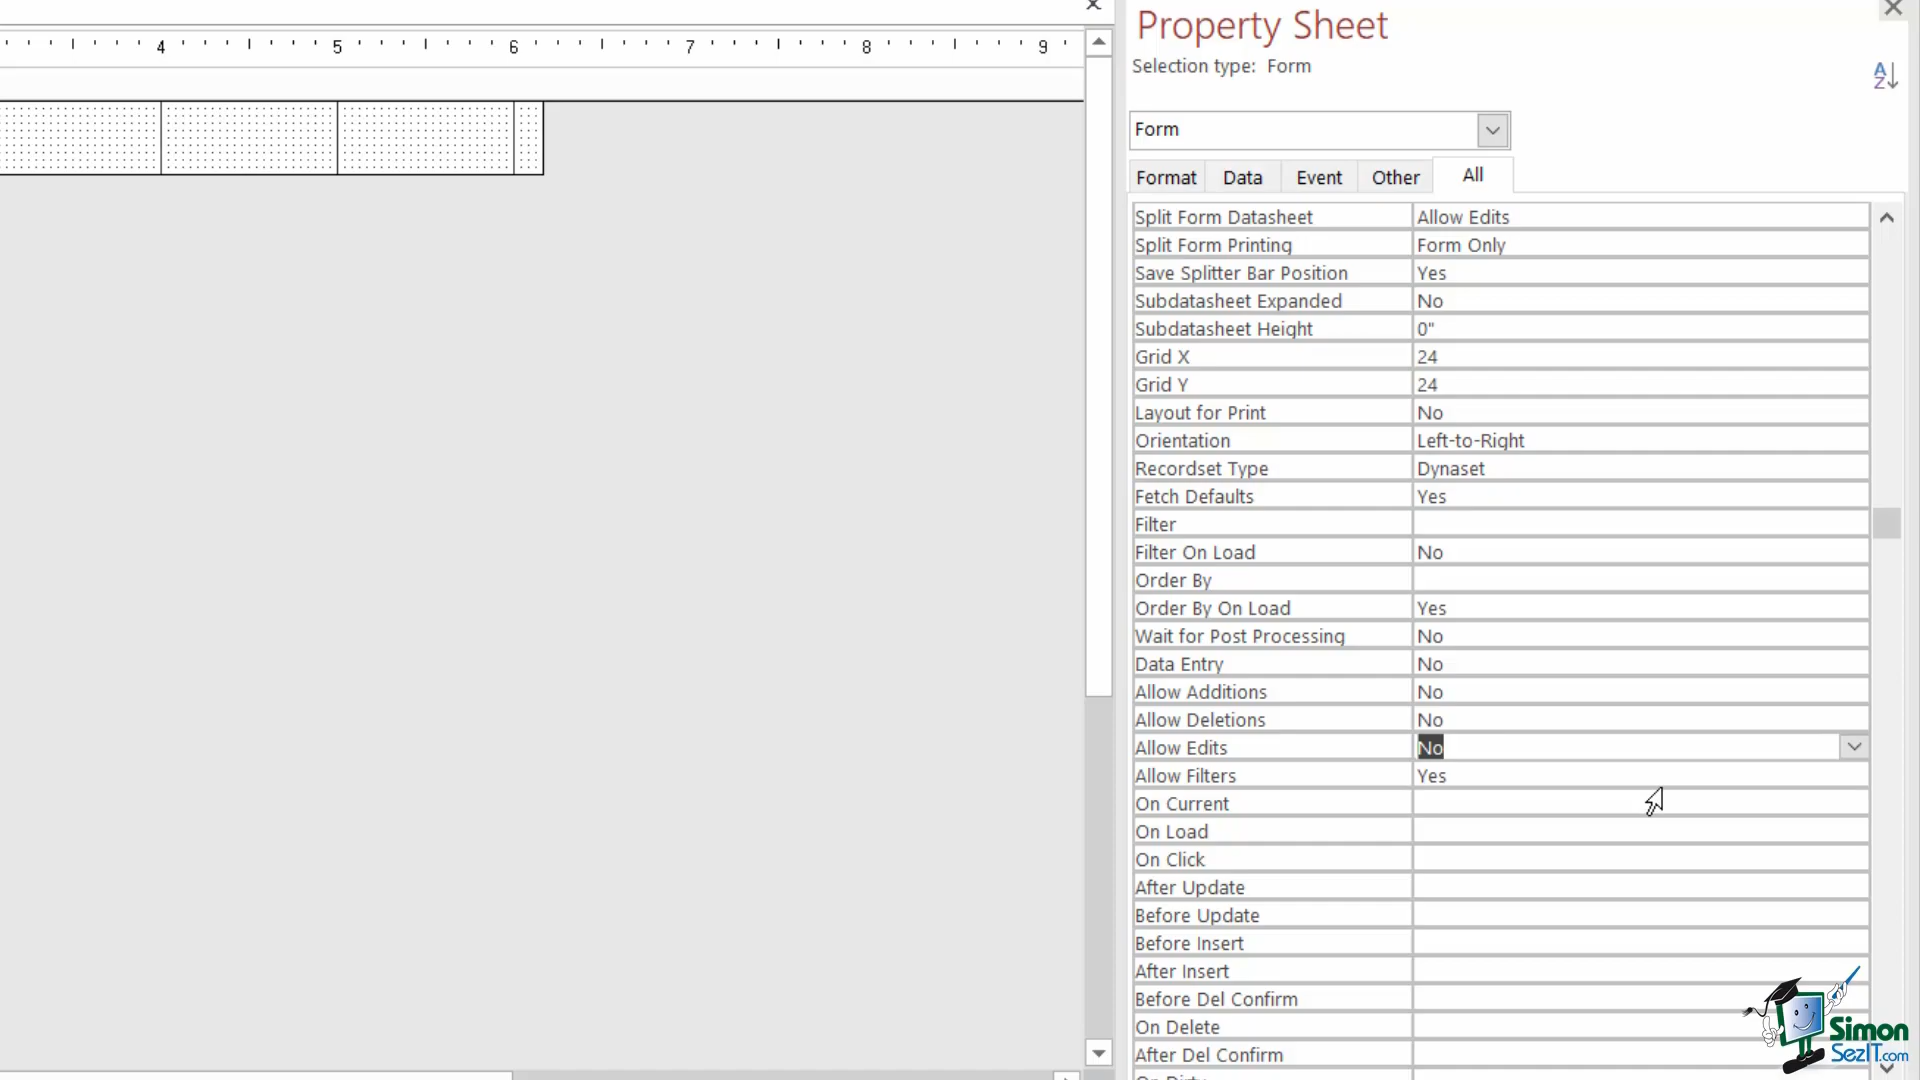 Property Sheet
Selection type: Form
4 5 6 7 8 9
Form
Format Data Event Other All
Split Form Datasheet Allow Edits
Split Form Printing Form Only
Save Splitter Bar Position Yes
Subdatasheet Expanded No
Subdatasheet Height 0"
Grid X 24
Grid Y 24
Layout for Print No
Orientation Left-to-Right
Recordset Type Dynaset
Fetch Defaults Yes
Filter
Filter On Load No
Order By
Order By On Load Yes
Wait for Post Processing No
Data Entry No
Allow Additions No
Allow Deletions No
Allow Edits No
Allow Filters Yes
On Current
On Load
On Click
After Update
Before Update
Before Insert
After Insert
Before Del Confirm
On Delete
After Del Confirm
Simon
SezIT.com